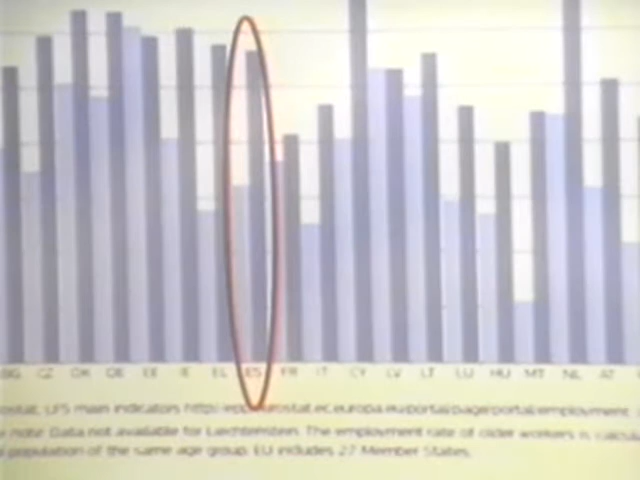 BG CZ DK DE EE IE EL ES FR IT CY LV LT LU HU MT NL AT
ostat, LFS main indicators http://epp.eurostat.ec.europa.eu/portal/page/portal/employment
note: Data not available for Liechtenstein. The employment rate of older workers is
population of the same age group. EU includes 27 Member States.